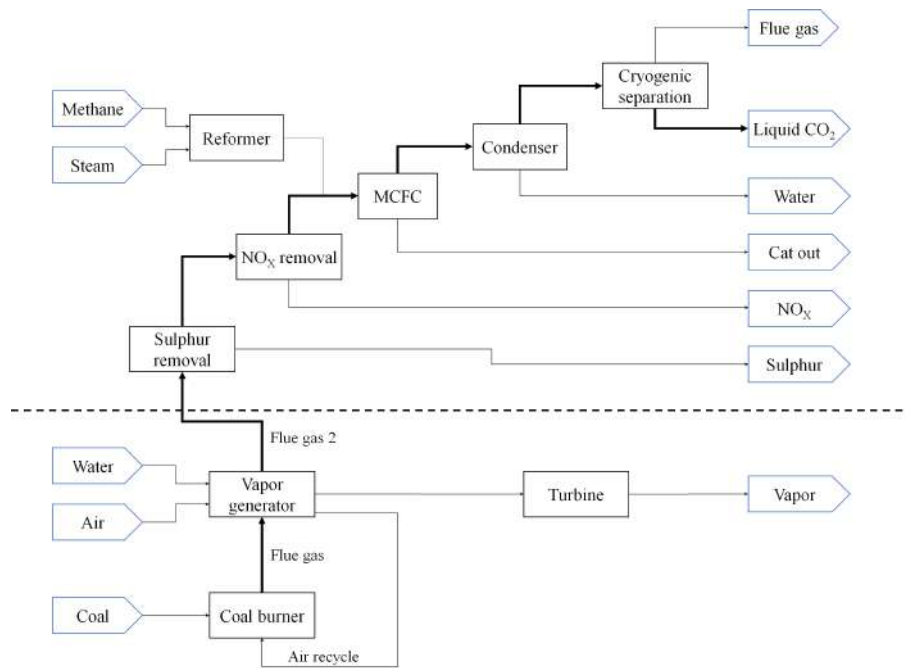 Flue gas
Cryogenic
separation
Methane
Liquid CO₂
Reformer
Condenser
Steam
MCFC
Water
NOₓ removal
Cat out
NOₓ
Sulphur
removal
Sulphur
Flue gas 2
Water
Vapor
generator
Turbine
Vapor
Air
Flue gas
Coal
Coal burner
Air recycle